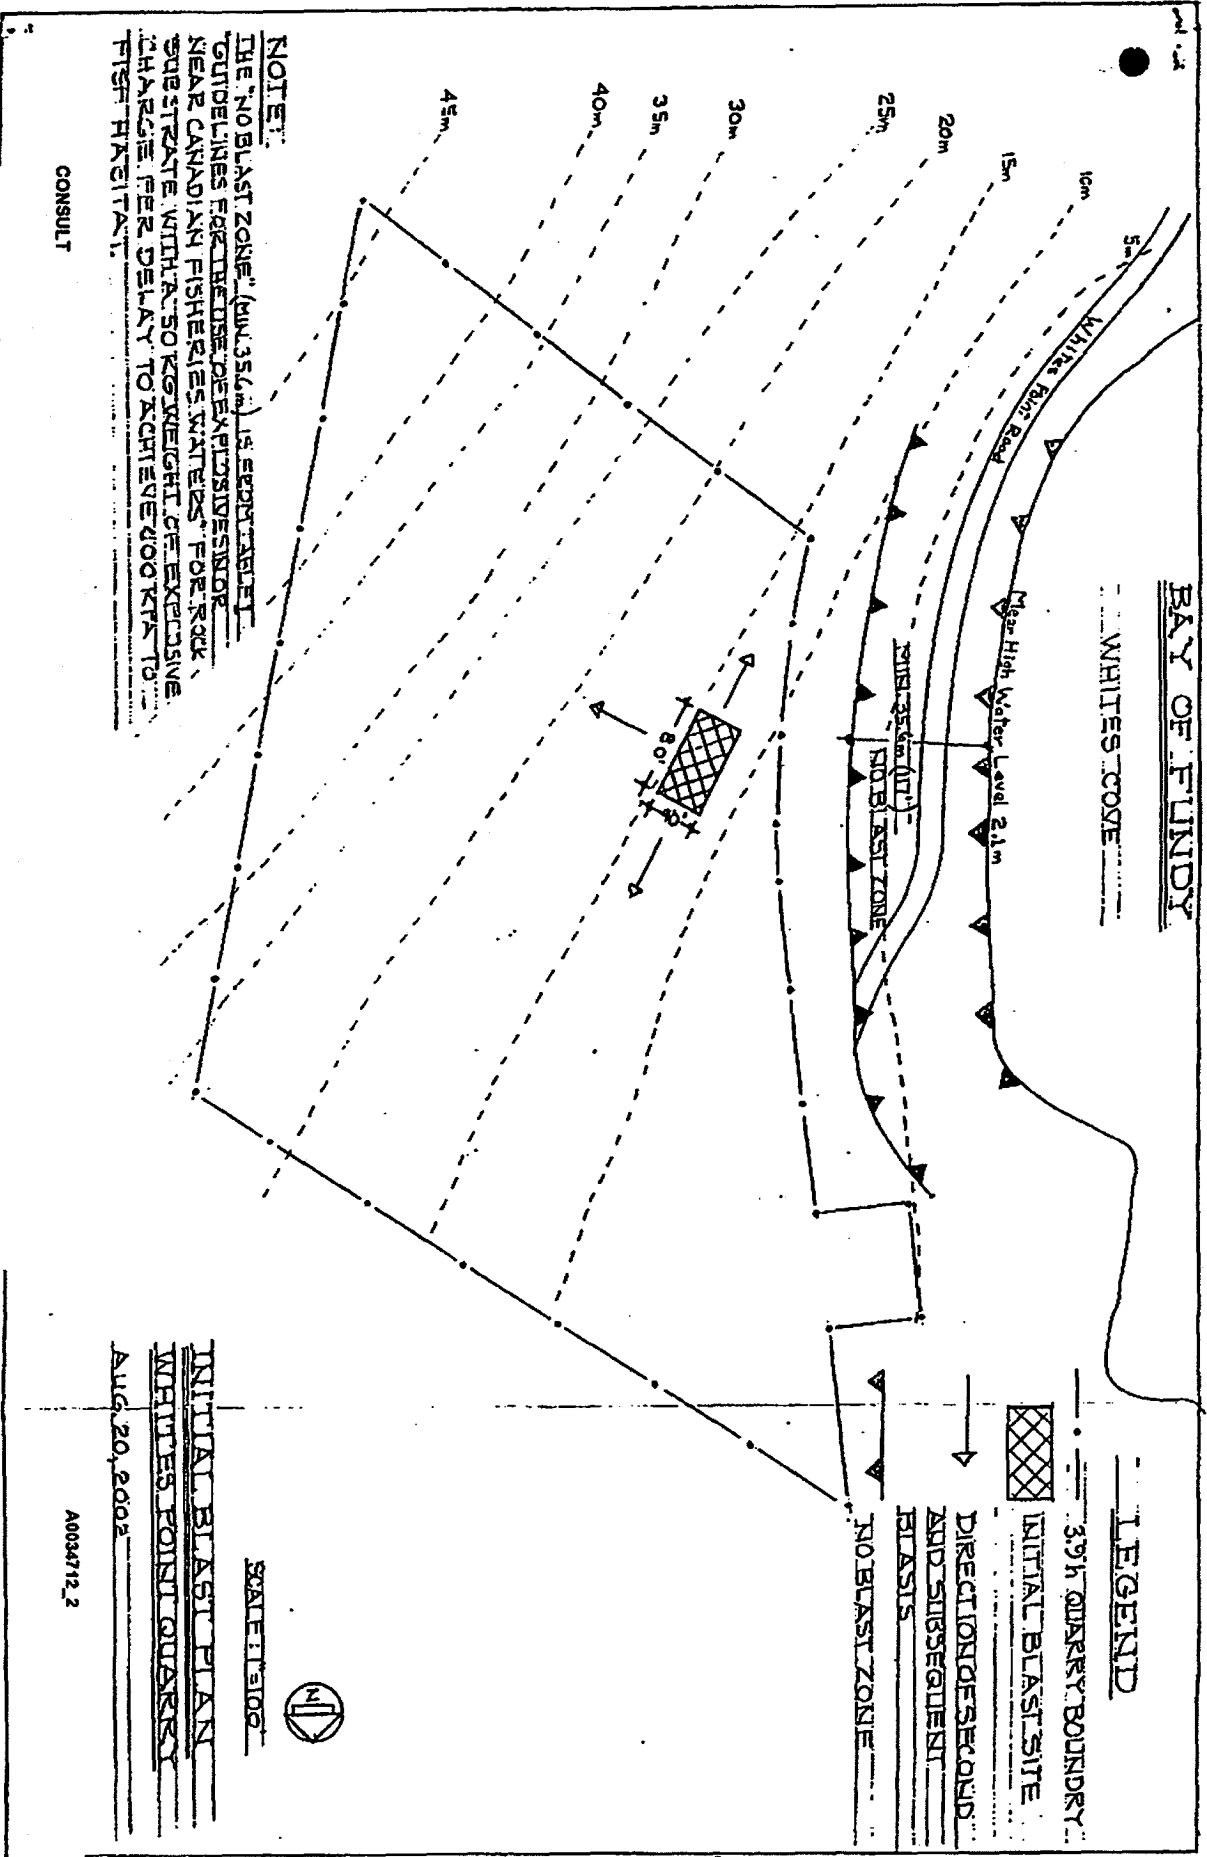 BAY OF FUNDY
WHITES COVE
Mean High Water Level 2.1m
Whites Point Road
MIN. 35.6m (117')
NO BLAST ZONE
5m
10m
15m
20m
25m
30m
35m
40m
45m
80'
40'
LEGEND
3.9h QUARRY BOUNDRY
INITIAL BLAST SITE
DIRECTION OF SECOND
AND SUBSEQUENT
BLASTS
NO BLAST ZONE
NOTE:
THE "NO BLAST ZONE" (MIN. 35.6m) IS FROM TABLE 1
"GUIDELINES FOR THE USE OF EXPLOSIVES IN OR
NEAR CANADIAN FISHERIES WATERS" FOR ROCK
SUBSTRATE WITH A 50 KG WEIGHT OF EXPLOSIVE
CHARGE PER DELAY TO ACHIEVE 100 KPA TO
FISH HABITAT.
N
SCALE: 1"=100'
INITIAL BLAST PLAN
WHITES POINT QUARRY
AUG. 20, 2002
CONSULT
A0034712_2